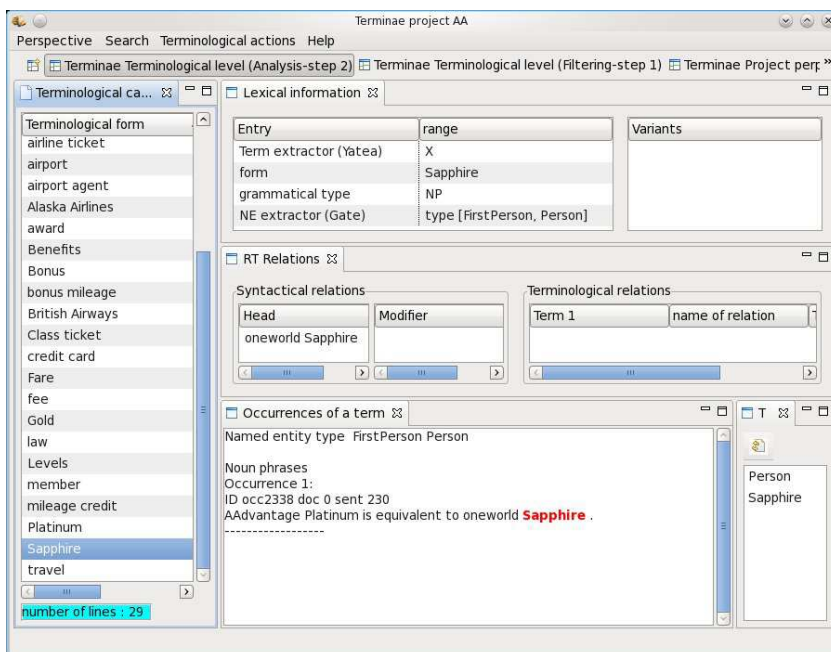 Terminae project AA
Perspective Search Terminological actions Help
Terminae Terminological level (Analysis-step 2) Terminae Terminological level (Filtering-step 1) Terminae Project perp »
Terminological ca...
Terminological form
airline ticket
airport
airport agent
Alaska Airlines
award
Benefits
Bonus
bonus mileage
British Airways
Class ticket
credit card
Fare
fee
Gold
law
Levels
member
mileage credit
Platinum
Sapphire
travel
number of lines : 29
Lexical information
Entry range
Term extractor (Yatea) X
form Sapphire
grammatical type NP
NE extractor (Gate) type [FirstPerson, Person]
Variants
RT Relations
Syntactical relations
Head Modifier
oneworld Sapphire
Terminological relations
Term 1 name of relation
Occurrences of a term
Named entity type FirstPerson Person
Noun phrases
Occurrence 1:
ID occ2338 doc 0 sent 230
AAdvantage Platinum is equivalent to oneworld Sapphire .
------------------
T
Person
Sapphire